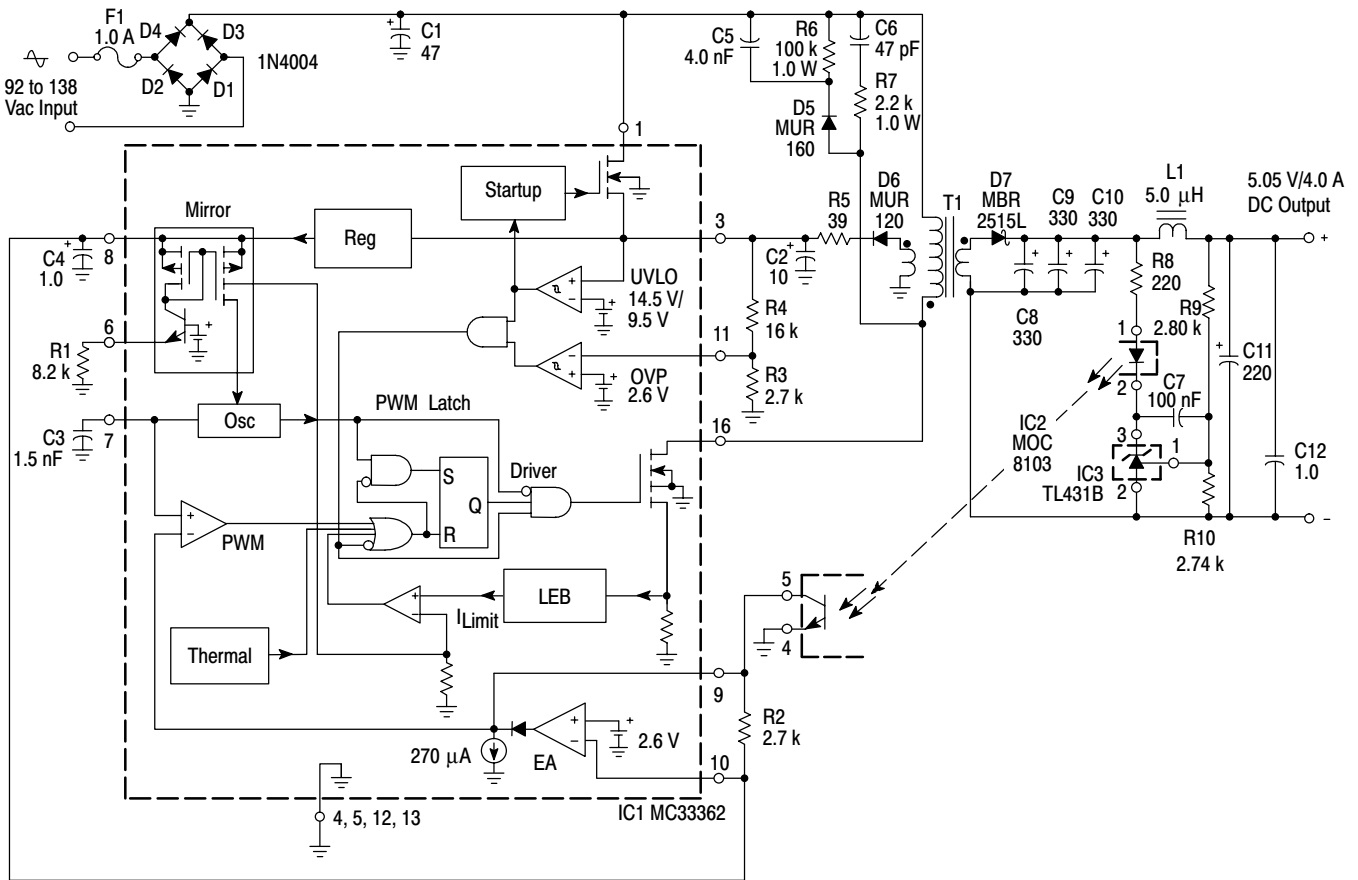 F1
1.0 A
D4
D3
D2
D1
1N4004
92 to 138
Vac Input
+
C1
47
C5
4.0 nF
R6
100 k
1.0 W
C6
47 pF
R7
2.2 k
1.0 W
D5
MUR
160
1
Startup
Mirror
Reg
+
C4
1.0
8
6
R1
8.2 k
+
C3
1.5 nF
7
Osc
3
+
C2
10
R5
39
D6
MUR
120
T1
D7
MBR
2515L
C9
330
C10
330
L1
5.0 μH
5.05 V/4.0 A
DC Output
+
+
+
+
C8
330
+
–
+
UVLO
14.5 V/
9.5 V
R4
16 k
11
–
+
+
OVP
2.6 V
R3
2.7 k
R8
220
R9
2.80 k
1
2
C7
100 nF
+
C11
220
C12
1.0
IC2
MOC
8103
3
1
IC3
TL431B
2
–
R10
2.74 k
PWM Latch
S
Q
R
Driver
16
+
–
PWM
+
–
ILimit
LEB
Thermal
5
4
9
R2
2.7 k
270 μA
+
–
EA
+
2.6 V
10
4, 5, 12, 13
IC1 MC33362